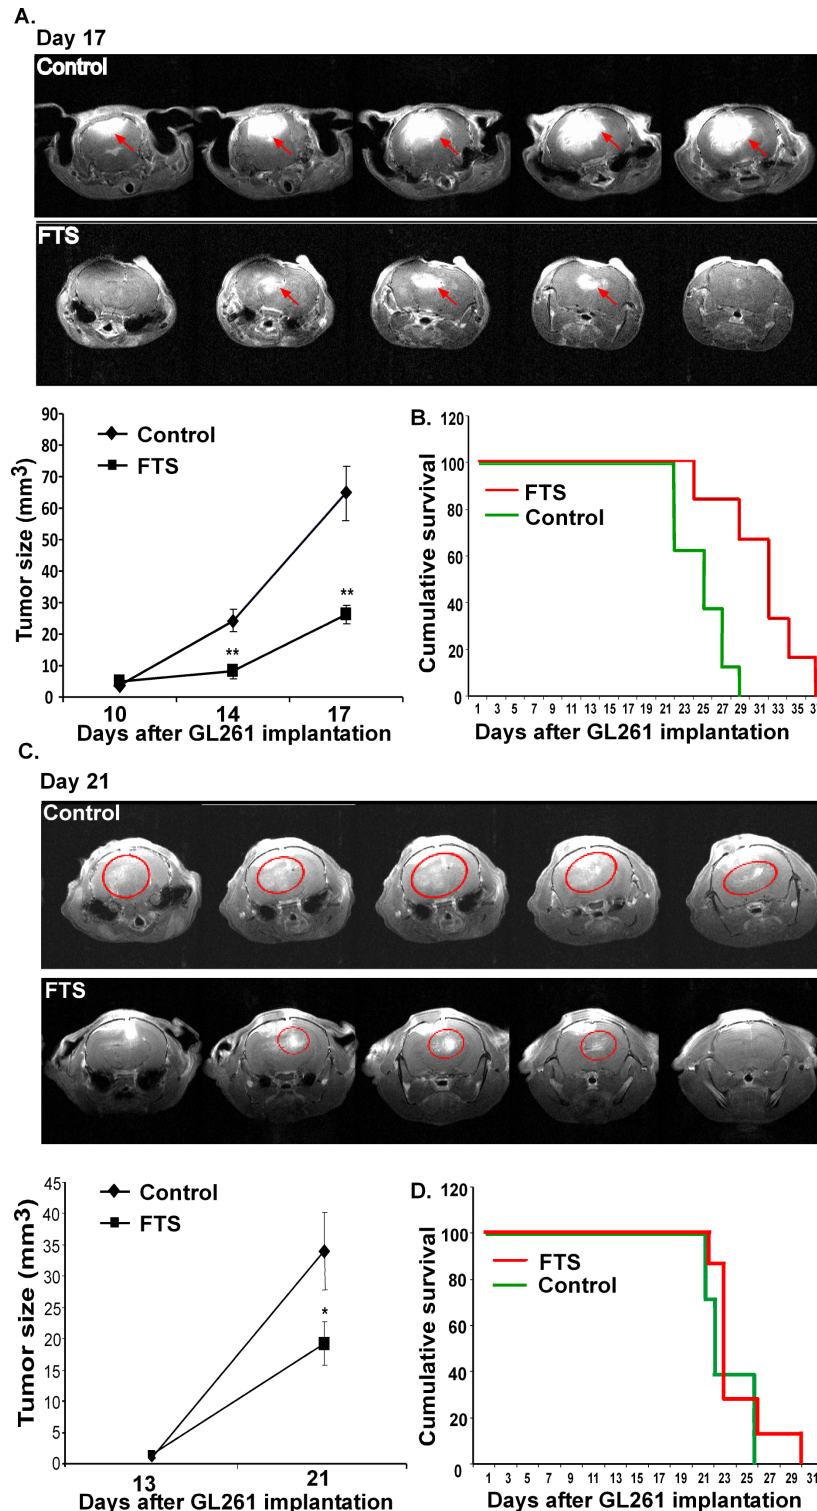 A.
Day 17
Control
FTS
90
80
70
60
50
40
30
20
10
0
Tumor size (mm3)
Control
FTS
**
**
10 14 17
Days after GL261 implantation
B.
120
100
80
60
40
20
0
Cumulative survival
FTS
Control
1 3 5 7 9 11 13 15 17 19 21 23 25 27 29 31 33 35 37
Days after GL261 implantation
C.
Day 21
Control
FTS
45
40
35
30
25
20
15
10
5
0
Tumor size (mm3)
Control
FTS
*
13 21
Days after GL261 implantation
D.
120
100
80
60
40
20
0
Cumulative survival
FTS
Control
1 3 5 7 9 11 13 15 17 19 21 23 25 27 29 31
Days after GL261 implantation